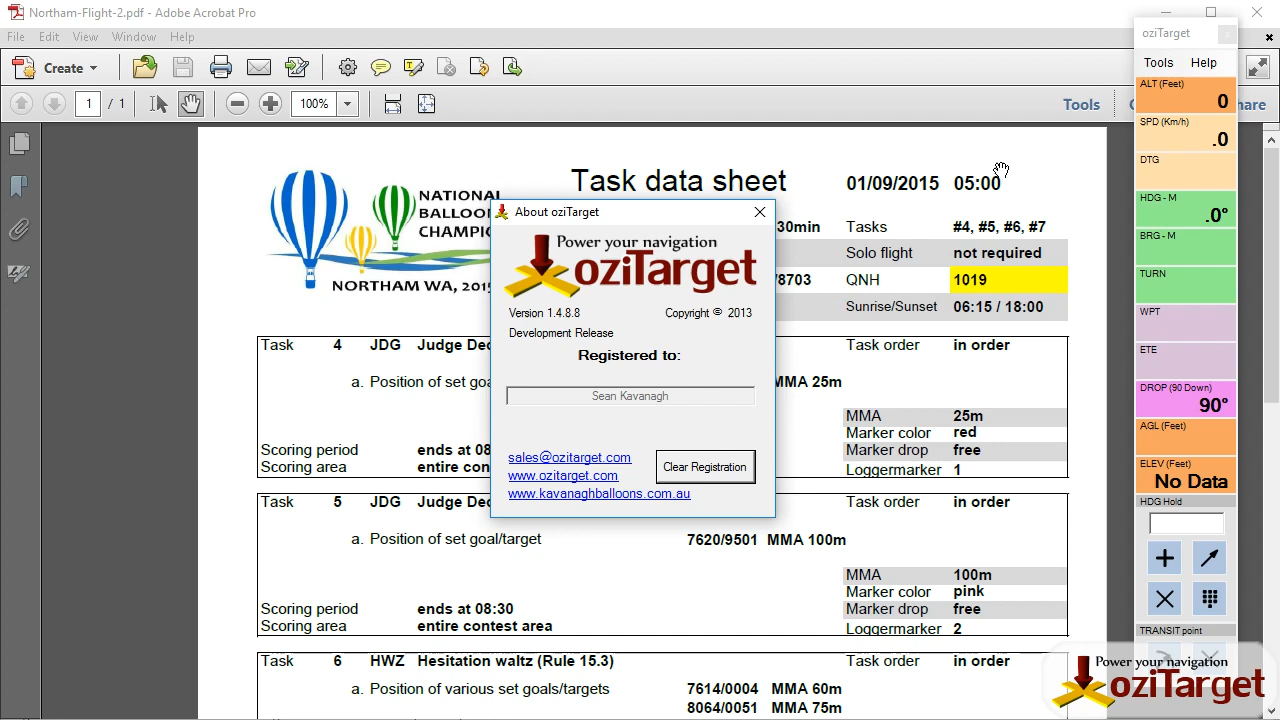 Northam-Flight-2.pdf - Adobe Acrobat Pro
File Edit View Window Help
Create
1 / 1
100%
Tools
hare
Task data sheet
01/09/2015 05:00
NATIONAL
BALLOO
CHAMPIO
NORTHAM WA, 2015
30min
Tasks #4, #5, #6, #7
Solo flight not required
/8703
QNH 1019
Sunrise/Sunset 06:15 / 18:00
Task 4 JDG Judge Dec
Task order in order
a. Position of set goa
MMA 25m
MMA 25m
Marker color red
Scoring period ends at 08
Marker drop free
Scoring area entire con
Loggermarker 1
Task 5 JDG Judge Dec
Task order in order
a. Position of set goal/target 7620/9501 MMA 100m
MMA 100m
Marker color pink
Scoring period ends at 08:30
Marker drop free
Scoring area entire contest area
Loggermarker 2
Task 6 HWZ Hesitation waltz (Rule 15.3)
Task order in order
a. Position of various set goals/targets 7614/0004 MMA 60m
8064/0051 MMA 75m
About oziTarget
Power your navigation
oziTarget
Version 1.4.8.8 Copyright © 2013
Development Release
Registered to:
Sean Kavanagh
sales@ozitarget.com
www.ozitarget.com
www.kavanaghballoons.com.au
Clear Registration
oziTarget
Tools Help
ALT (Feet)
0
SPD (Km/h)
.0
DTG
HDG - M
.0°
BRG - M
TURN
WPT
ETE
DROP (90 Down)
90°
AGL (Feet)
ELEV (Feet)
No Data
HDG Hold
TRANSIT point
Power your navigation
oziTarget